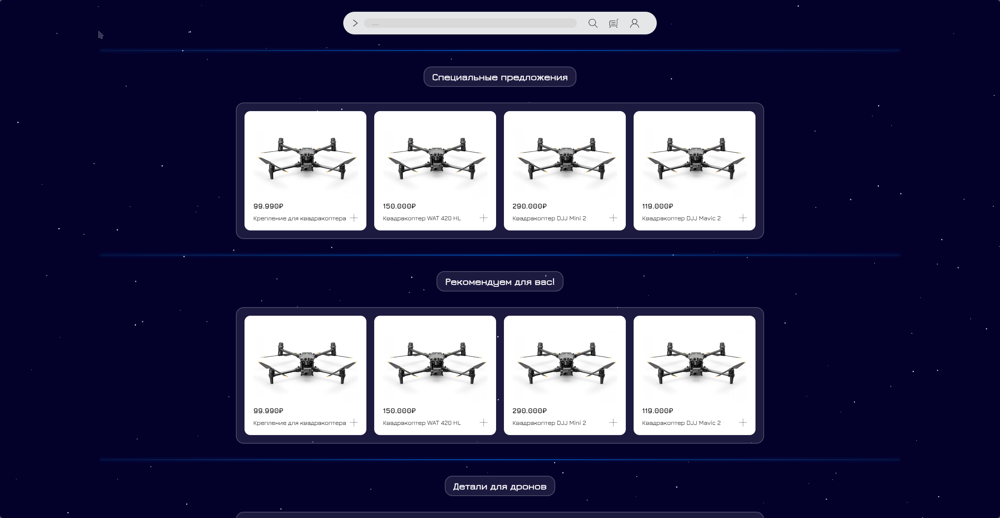 .....
Специальные предложения
99.990₽
Крепление для квадракоптера
150.000₽
Квадракоптер WAT 420 HL
290.000₽
Квадракоптер DJJ Mini 2
119.000₽
Квадракоптер DJJ Mavic 2
Рекомендуем для вас!
99.990₽
Крепление для квадракоптера
150.000₽
Квадракоптер WAT 420 HL
290.000₽
Квадракоптер DJJ Mini 2
119.000₽
Квадракоптер DJJ Mavic 2
Детали для дронов